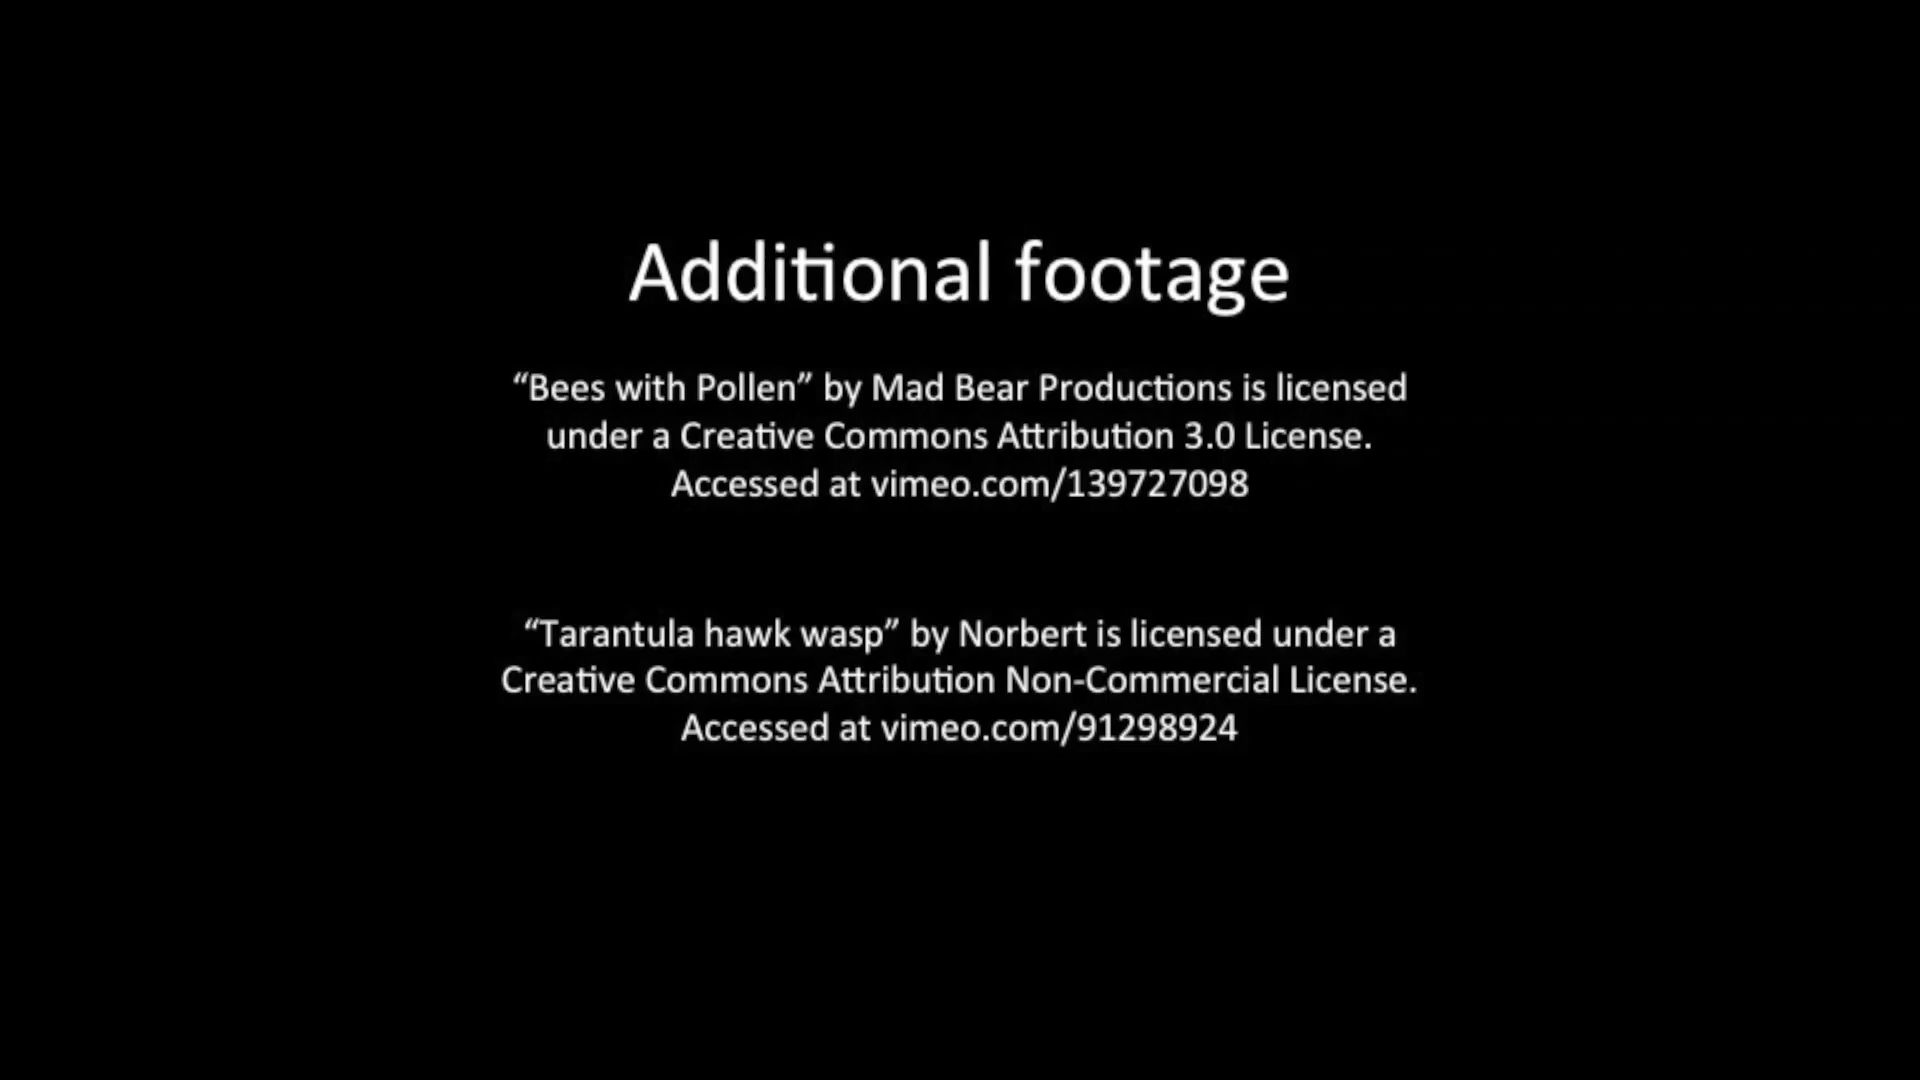 Additional footage
“Bees with Pollen” by Mad Bear Productions is licensed
under a Creative Commons Attribution 3.0 License.
Accessed at vimeo.com/139727098
“Tarantula hawk wasp” by Norbert is licensed under a
Creative Commons Attribution Non-Commercial License.
Accessed at vimeo.com/91298924